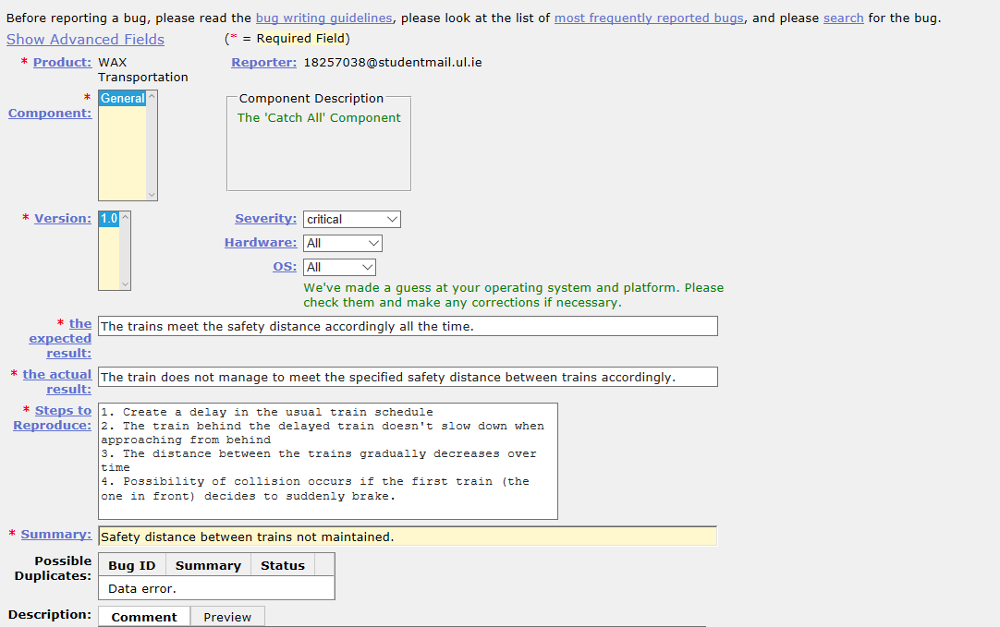 Before reporting a bug, please read the bug writing guidelines, please look at the list of most frequently reported bugs, and please search for the bug.
Show Advanced Fields (* = Required Field)
* Product: WAX Transportation Reporter: 18257038@studentmail.ul.ie
* Component: General
Component Description
The 'Catch All' Component
* Version: 1.0
Severity: critical
Hardware: All
OS: All
We've made a guess at your operating system and platform. Please
check them and make any corrections if necessary.
* the expected result: The trains meet the safety distance accordingly all the time.
* the actual result: The train does not manage to meet the specified safety distance between trains accordingly.
* Steps to Reproduce:
1. Create a delay in the usual train schedule
2. The train behind the delayed train doesn't slow down when
approaching from behind
3. The distance between the trains gradually decreases over
time
4. Possibility of collision occurs if the first train (the
one in front) decides to suddenly brake.
* Summary: Safety distance between trains not maintained.
Possible Duplicates:
Bug ID Summary Status
Data error.
Description: Comment Preview